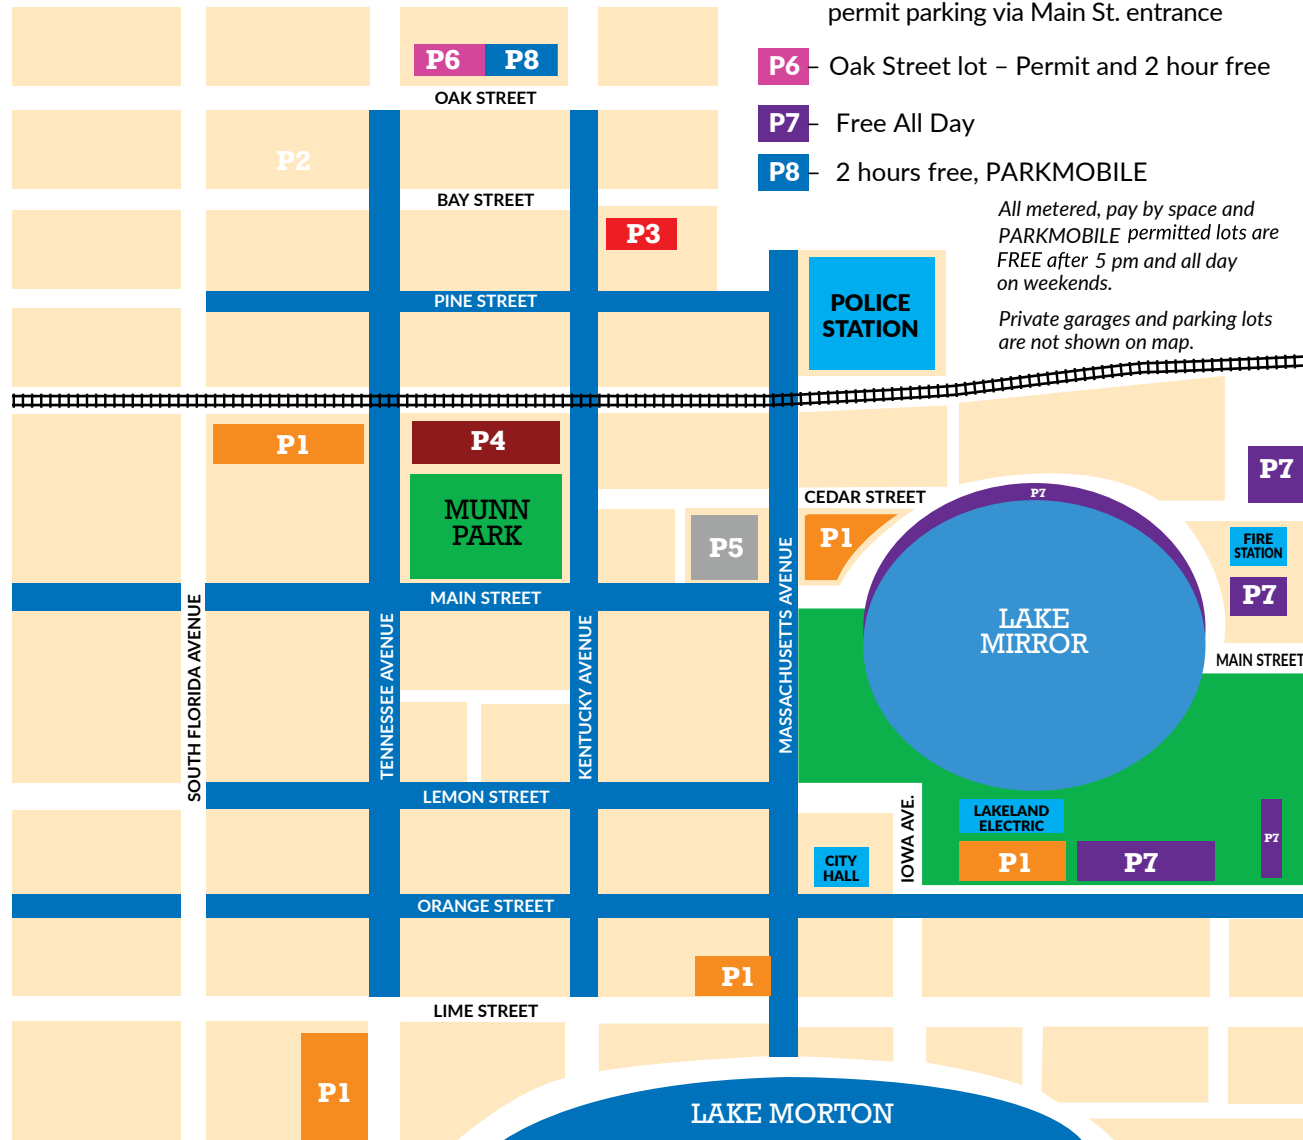 permit parking via Main St. entrance
P6 – Oak Street lot – Permit and 2 hour free
P7 – Free All Day
P8 – 2 hours free, PARKMOBILE
All metered, pay by space and
PARKMOBILE permitted lots are
FREE after 5 pm and all day
on weekends.
Private garages and parking lots
are not shown on map.
P6
P8
OAK STREET
P2
BAY STREET
P3
PINE STREET
POLICE
STATION
P1
P4
MUNN
PARK
P5
CEDAR STREET
P1
P7
P7
FIRE
STATION
P7
LAKE
MIRROR
MAIN STREET
MAIN STREET
SOUTH FLORIDA AVENUE
TENNESSEE AVENUE
KENTUCKY AVENUE
MASSACHUSETTS AVENUE
LEMON STREET
IOWA AVE.
LAKELAND
ELECTRIC
CITY
HALL
P1
P7
P7
ORANGE STREET
P1
LIME STREET
P1
LAKE MORTON